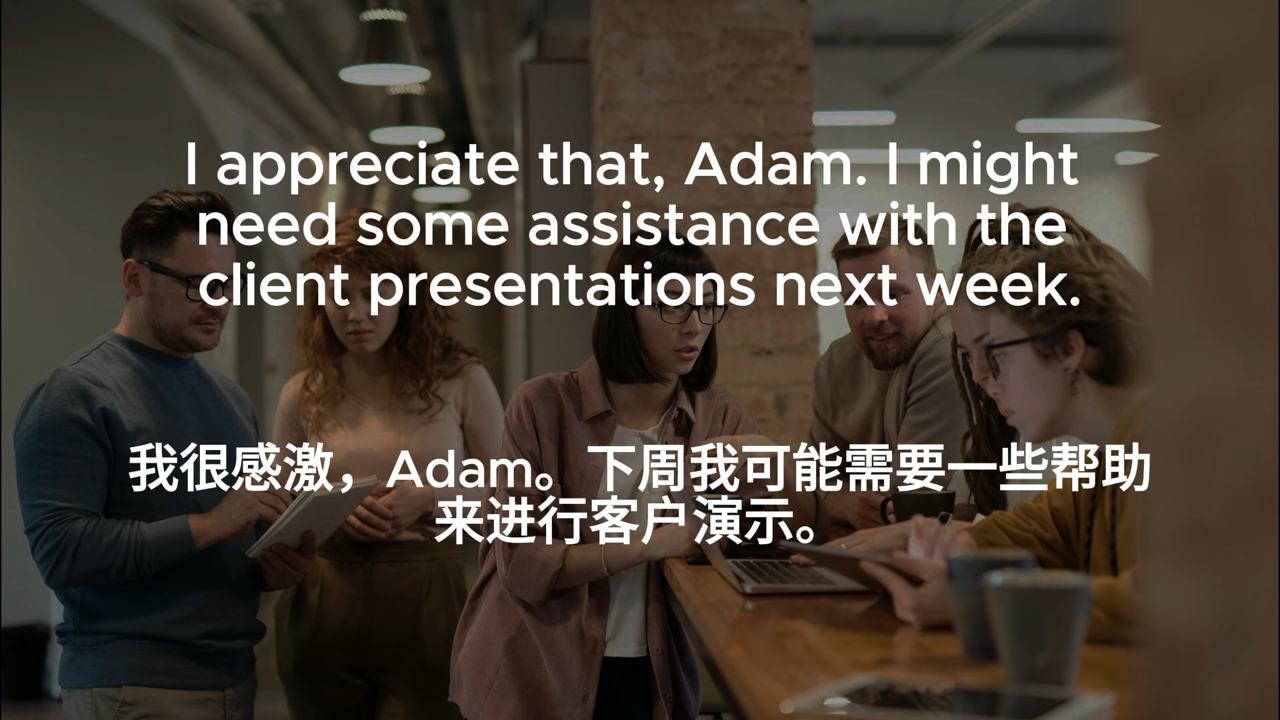 I appreciate that, Adam. I might
need some assistance with the
client presentations next week.
我很感激，Adam。下周我可能需要一些帮助
来进行客户演示。